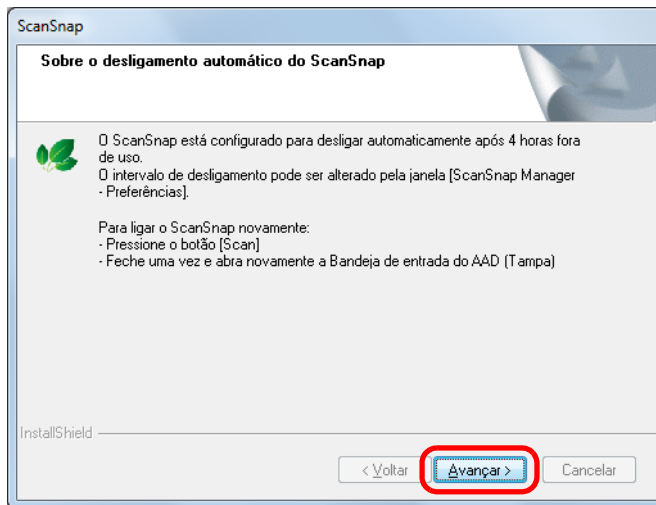 ScanSnap
Sobre o desligamento automático do ScanSnap
O ScanSnap está configurado para desligar automaticamente após 4 horas fora
de uso.
O intervalo de desligamento pode ser alterado pela janela [ScanSnap Manager
- Preferências].
Para ligar o ScanSnap novamente:
- Pressione o botão [Scan]
- Feche uma vez e abra novamente a Bandeja de entrada do AAD (Tampa)
InstallShield
< Voltar Avançar > Cancelar